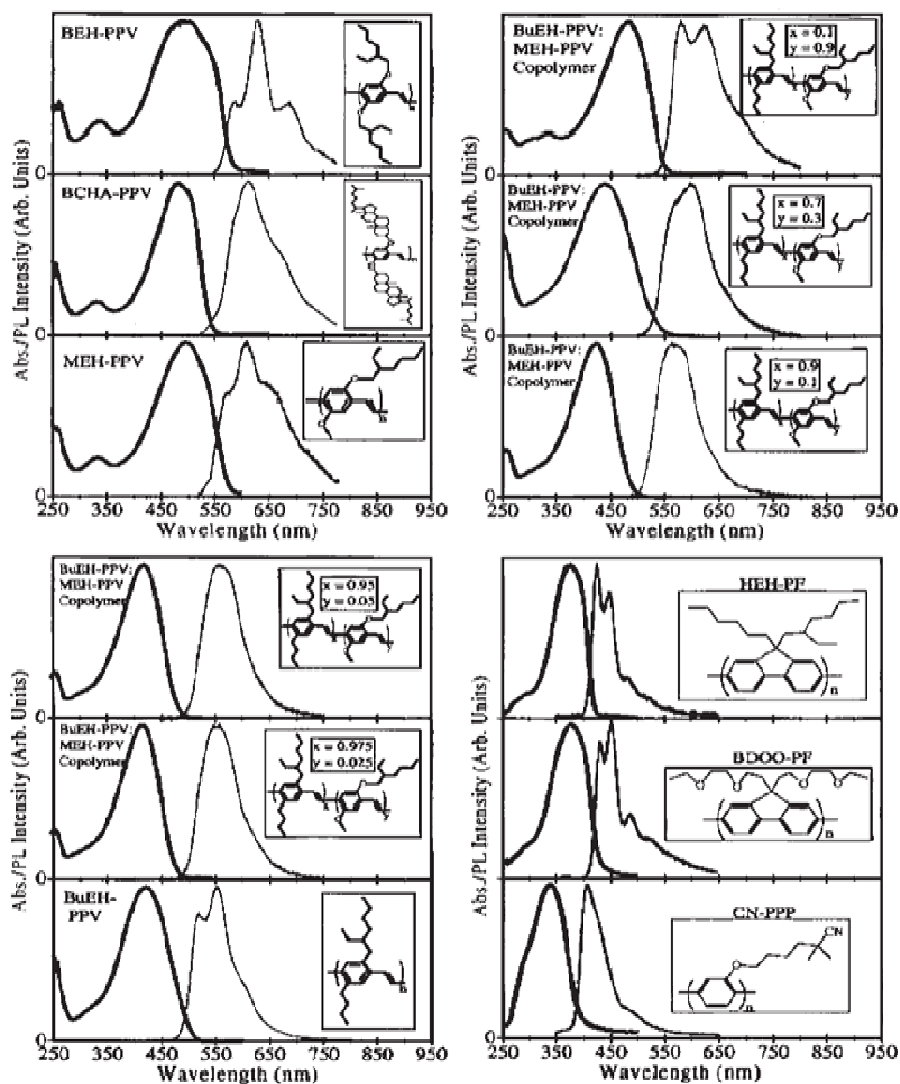 BEH-PPV
BCHA-PPV
MEH-PPV
n
0
0
0
Abs./PL Intensity (Arb. Units)
250 350 450 550 650 750 850 950
Wavelength (nm)
BuEH-PPV:
MEH-PPV
Copolymer
x = 0.1
y = 0.9
BuEH-PPV:
MEH-PPV
Copolymer
x = 0.7
y = 0.3
BuEH-PPV:
MEH-PPV
Copolymer
x = 0.9
y = 0.1
0
0
0
Abs./PL Intensity (Arb. Units)
250 350 450 550 650 750 850 950
Wavelength (nm)
BuEH-PPV:
MEH-PPV
Copolymer
x = 0.95
y = 0.05
BuEH-PPV:
MEH-PPV
Copolymer
x = 0.975
y = 0.025
BuEH-
PPV
n
0
0
0
Abs./PL Intensity (Arb. Units)
250 350 450 550 650 750 850 950
Wavelength (nm)
HEH-PF
n
BDOO-PF
O O O O
n
CN-PPP
CN
O
n
0
0
0
Abs./PL Intensity (Arb. Units)
250 350 450 550 650 750 850 950
Wavelength (nm)